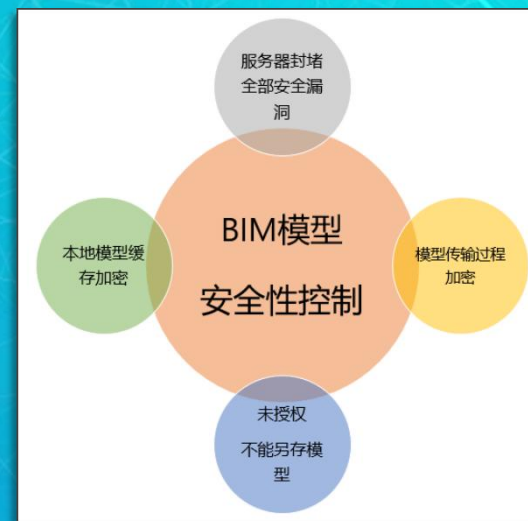 服务器封堵
全部安全漏
洞
BIM模型
安全性控制
本地模型缓
存加密
模型传输过程
加密
未授权
不能另存模
型